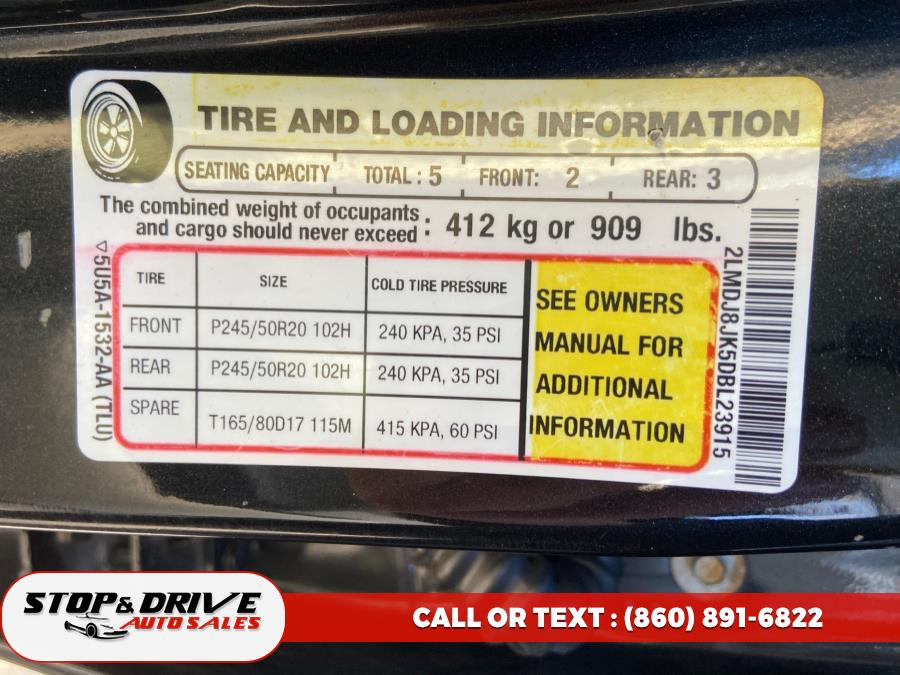 TIRE AND LOADING INFORMATION
SEATING CAPACITY TOTAL : 5 FRONT: 2 REAR: 3
The combined weight of occupants
and cargo should never exceed : 412 kg or 909 lbs.
TIRE SIZE COLD TIRE PRESSURE
FRONT P245/50R20 102H 240 KPA, 35 PSI
REAR P245/50R20 102H 240 KPA, 35 PSI
SPARE T165/80D17 115M 415 KPA, 60 PSI
SEE OWNERS
MANUAL FOR
ADDITIONAL
INFORMATION
5U5A-1532-AA (TLU)
2LMDJ8JK5DBL23915
STOP & DRIVE
AUTO SALES
CALL OR TEXT : (860) 891-6822